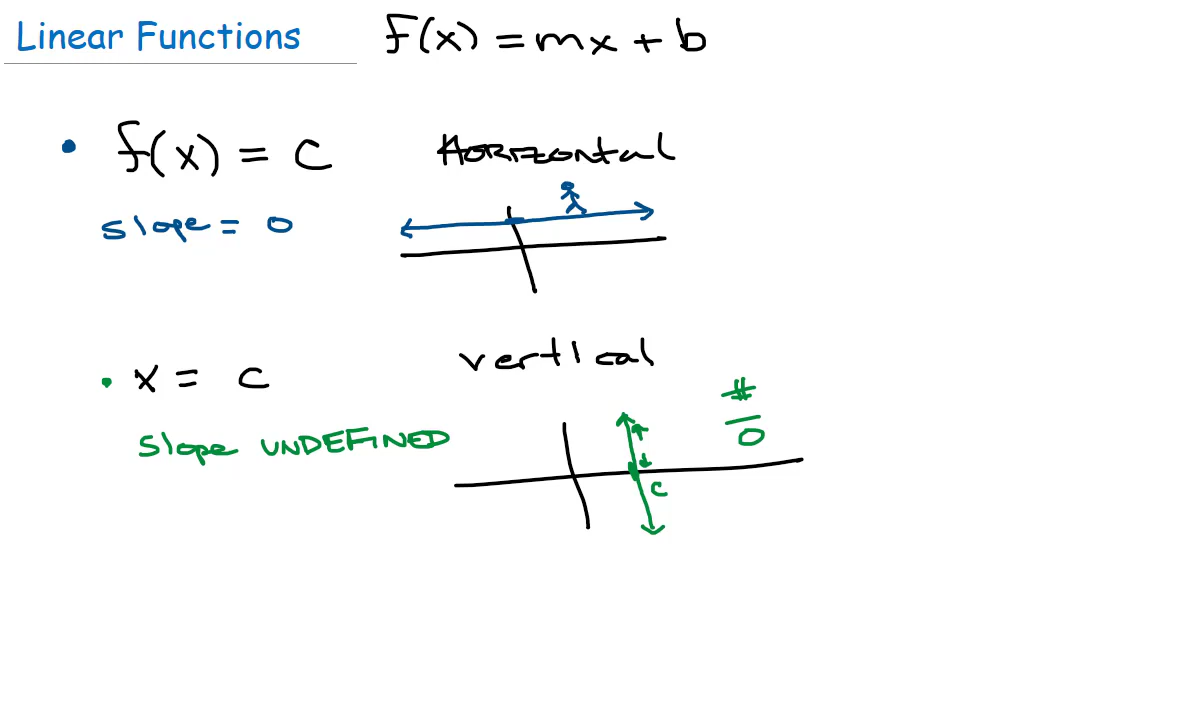 Linear Functions f(x) = mx + b
• f(x) = c Horizontal
slope = 0
• x = c vertical
#
slope UNDEFINED
0
c